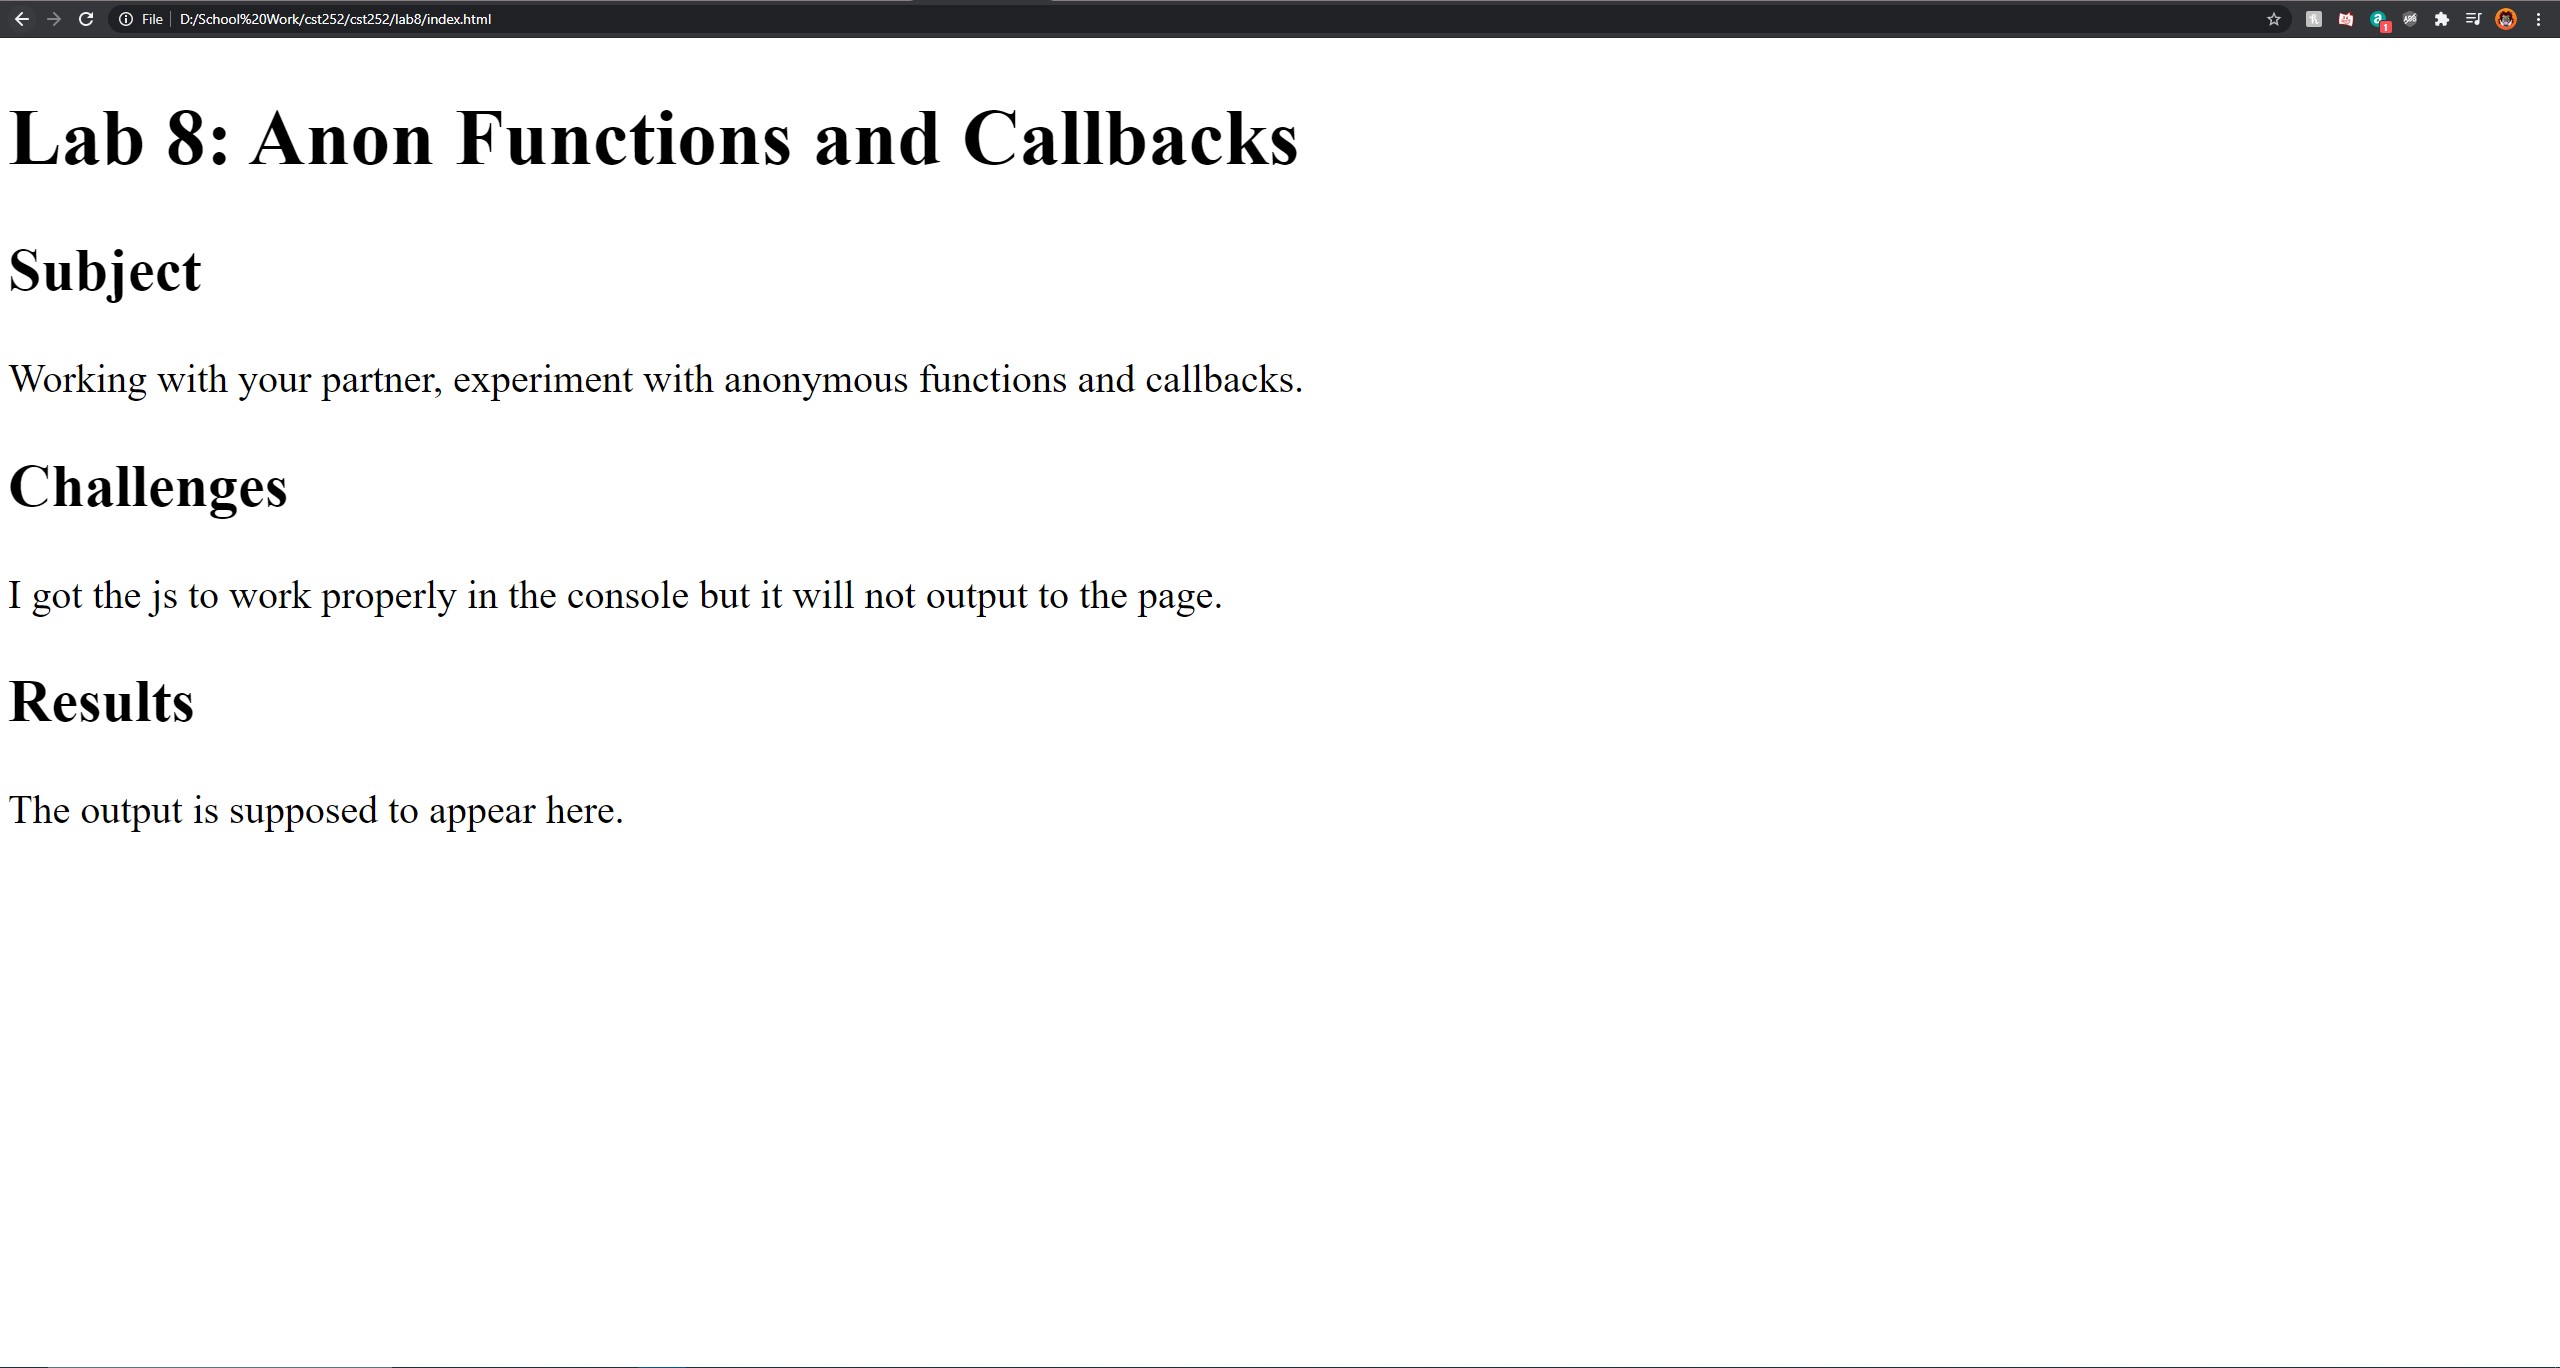 File D:/School%20Work/cst252/cst252/lab8/index.html
1
Lab 8: Anon Functions and Callbacks
Subject
Working with your partner, experiment with anonymous functions and callbacks.
Challenges
I got the js to work properly in the console but it will not output to the page.
Results
The output is supposed to appear here.